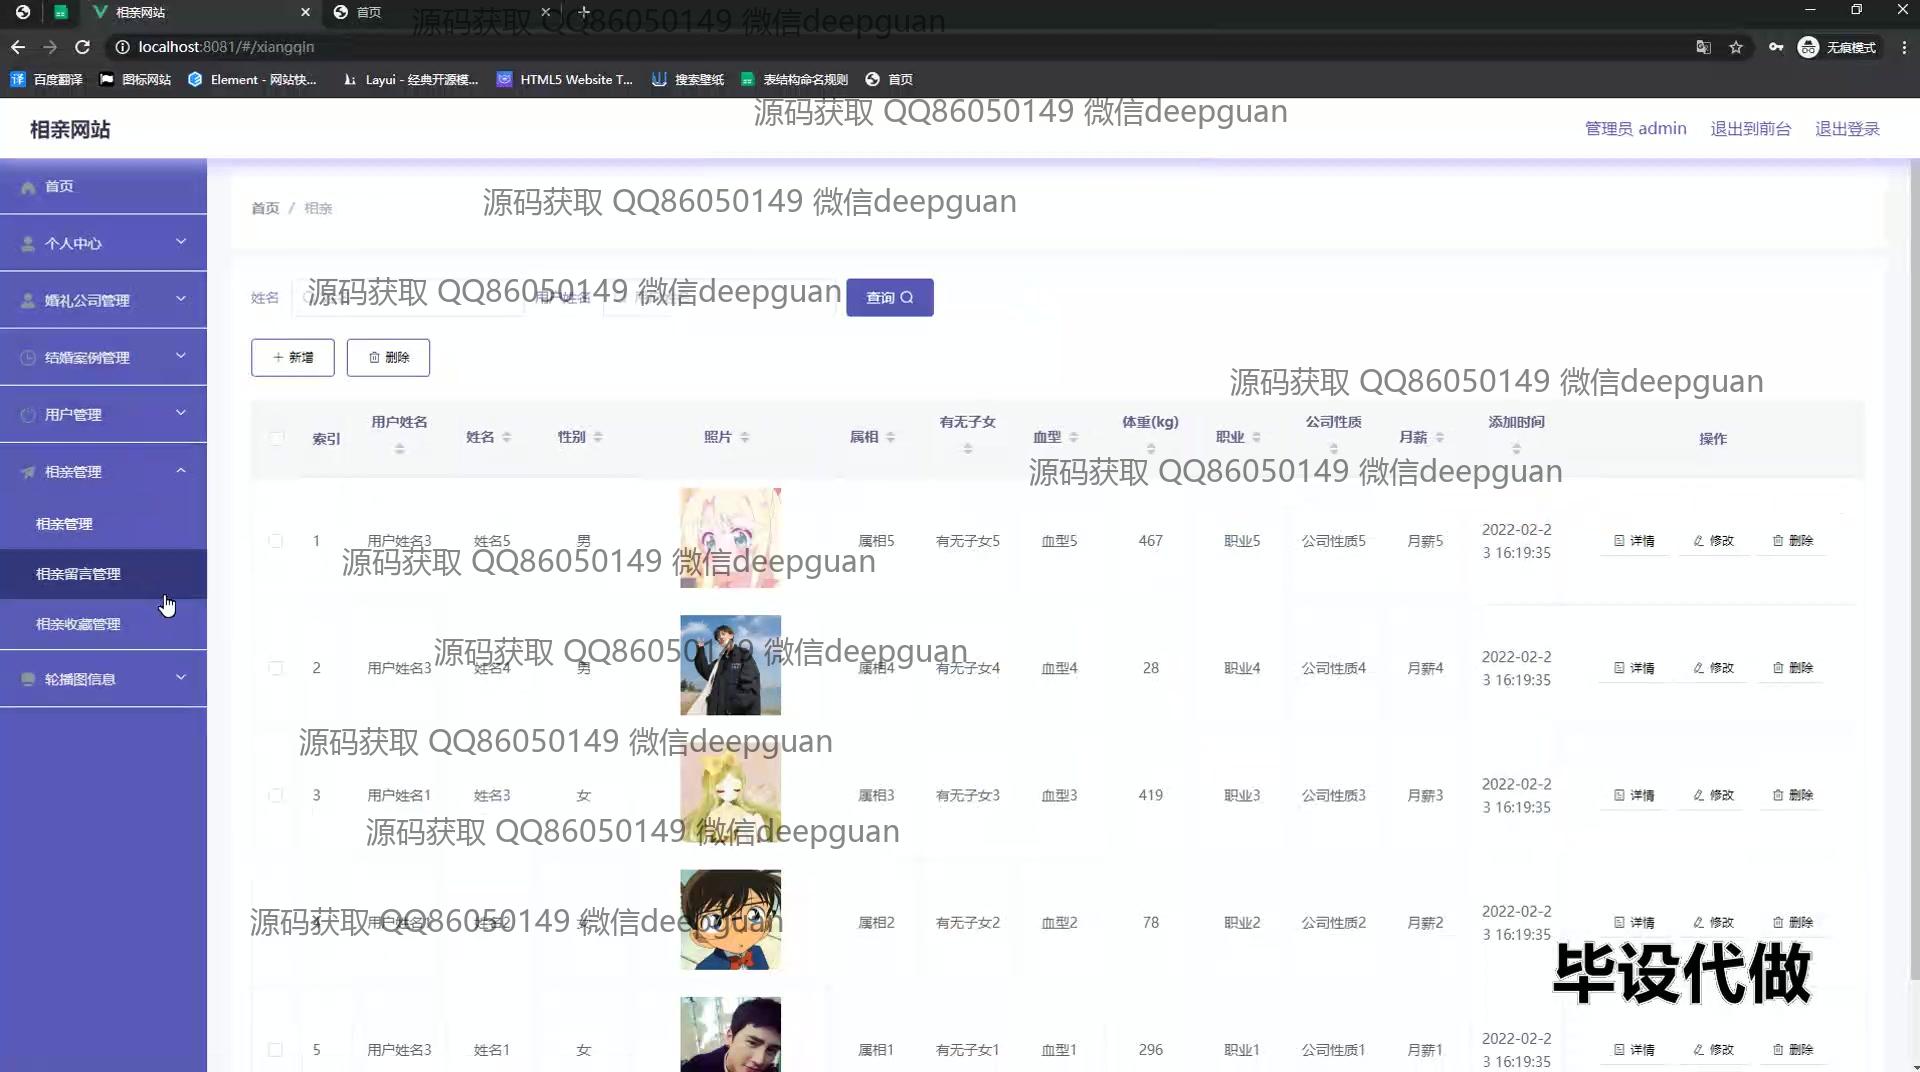 相亲网站
首页
源码获取 QQ86050149 微信deepguan
localhost:8081/#/xiangqin
无痕模式
百度翻译
图标网站
Element - 网站快...
Layui - 经典开源模...
HTML5 Website T...
搜索壁纸
表结构命名规则
首页
源码获取 QQ86050149 微信deepguan
相亲网站
管理员 admin
退出到前台
退出登录
首页
个人中心
婚礼公司管理
结婚案例管理
用户管理
相亲管理
相亲管理
相亲留言管理
相亲收藏管理
轮播图信息
首页 / 相亲
源码获取 QQ86050149 微信deepguan
姓名
源码获取 QQ86050149 微信deepguan
用户姓名
查询
新增
删除
源码获取 QQ86050149 微信deepguan
索引 用户姓名 姓名 性别 照片 属相 有无子女 血型 体重(kg) 职业 公司性质 月薪 添加时间 操作
源码获取 QQ86050149 微信deepguan
1 用户姓名3 姓名5 男 属相5 有无子女5 血型5 467 职业5 公司性质5 月薪5 2022-02-2
3 16:19:35 详情 修改 删除
源码获取 QQ86050149 微信deepguan
2 用户姓名3 姓名4 男 属相4 有无子女4 血型4 28 职业4 公司性质4 月薪4 2022-02-2
3 16:19:35 详情 修改 删除
源码获取 QQ86050149 微信deepguan
源码获取 QQ86050149 微信deepguan
3 用户姓名1 姓名3 女 属相3 有无子女3 血型3 419 职业3 公司性质3 月薪3 2022-02-2
3 16:19:35 详情 修改 删除
源码获取 QQ86050149 微信deepguan
4 用户姓名1 姓名2 女 属相2 有无子女2 血型2 78 职业2 公司性质2 月薪2 2022-02-2
3 16:19:35 详情 修改 删除
源码获取 QQ86050149 微信deepguan
毕设代做
5 用户姓名3 姓名1 女 属相1 有无子女1 血型1 296 职业1 公司性质1 月薪1 2022-02-2
3 16:19:35 详情 修改 删除